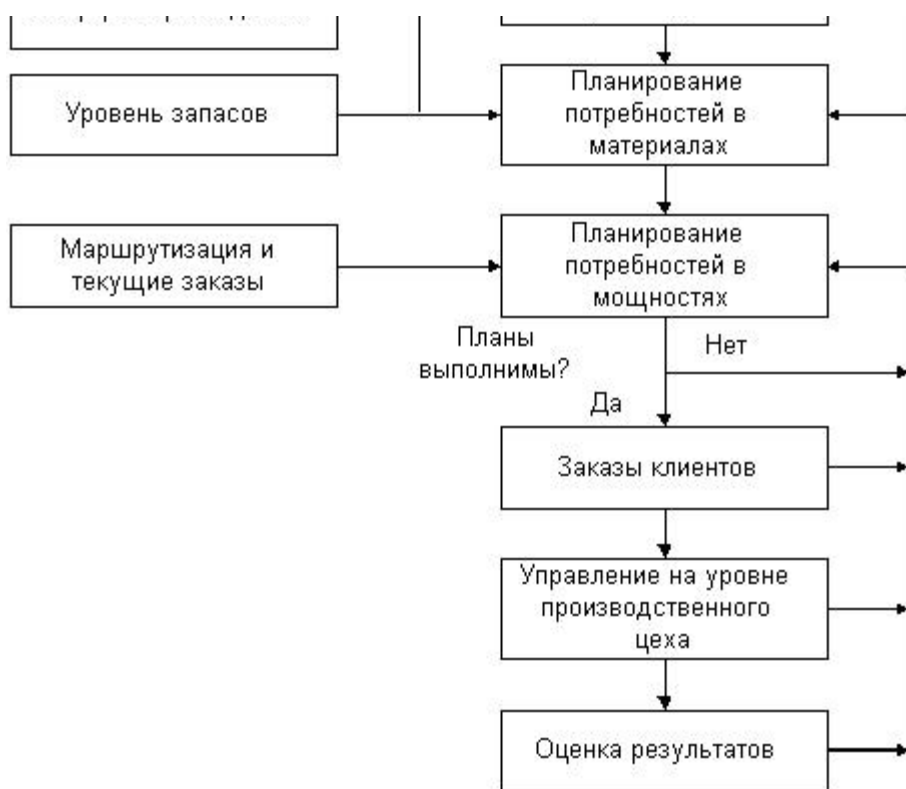 Уровень запасов
Планирование
потребностей в
материалах
Маршрутизация и
текущие заказы
Планирование
потребностей в
мощностях
Планы
выполнимы?
Нет
Да
Заказы клиентов
Управление на уровне
производственного
цеха
Оценка результатов